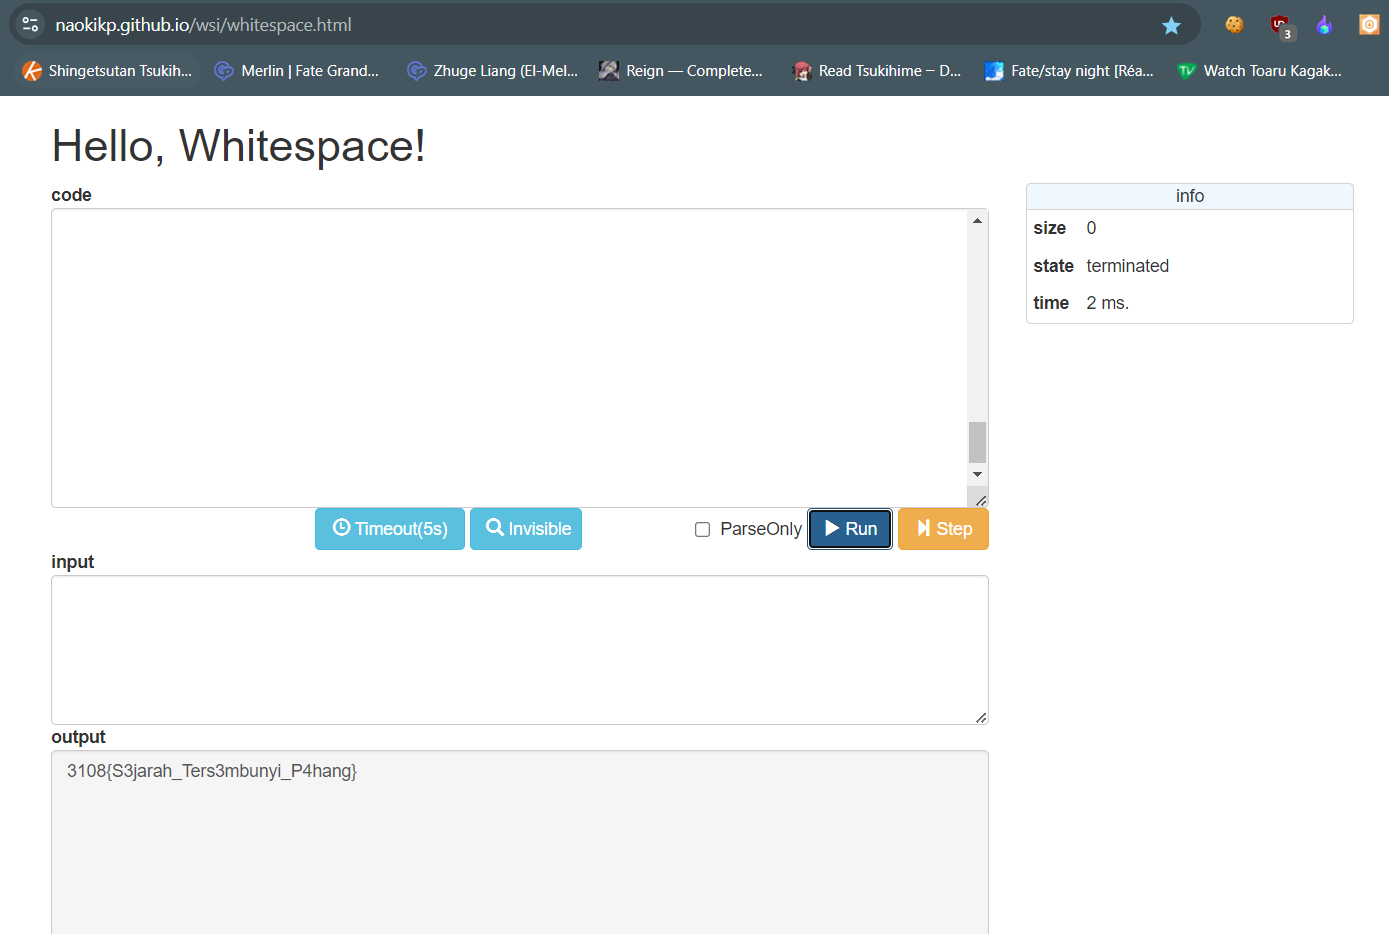 naokikp.github.io/wsi/whitespace.html
3
Shingetsutan Tsukih... Merlin | Fate Grand... Zhuge Liang (El-Mel... Reign — Complete... Read Tsukihime – D... Fate/stay night [Réa... TV Watch Toaru Kagak...
Hello, Whitespace!
code
info
size 0
state terminated
time 2 ms.
Timeout(5s) Invisible ParseOnly Run Step
input
output
3108{S3jarah_Ters3mbunyi_P4hang}